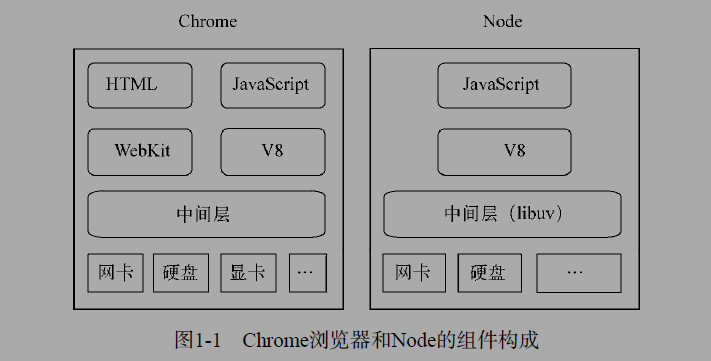 Chrome
Node
HTML
JavaScript
JavaScript
WebKit
V8
V8
中间层
中间层（libuv）
网卡
硬盘
显卡
…
网卡
硬盘
…
图1-1 Chrome浏览器和Node的组件构成